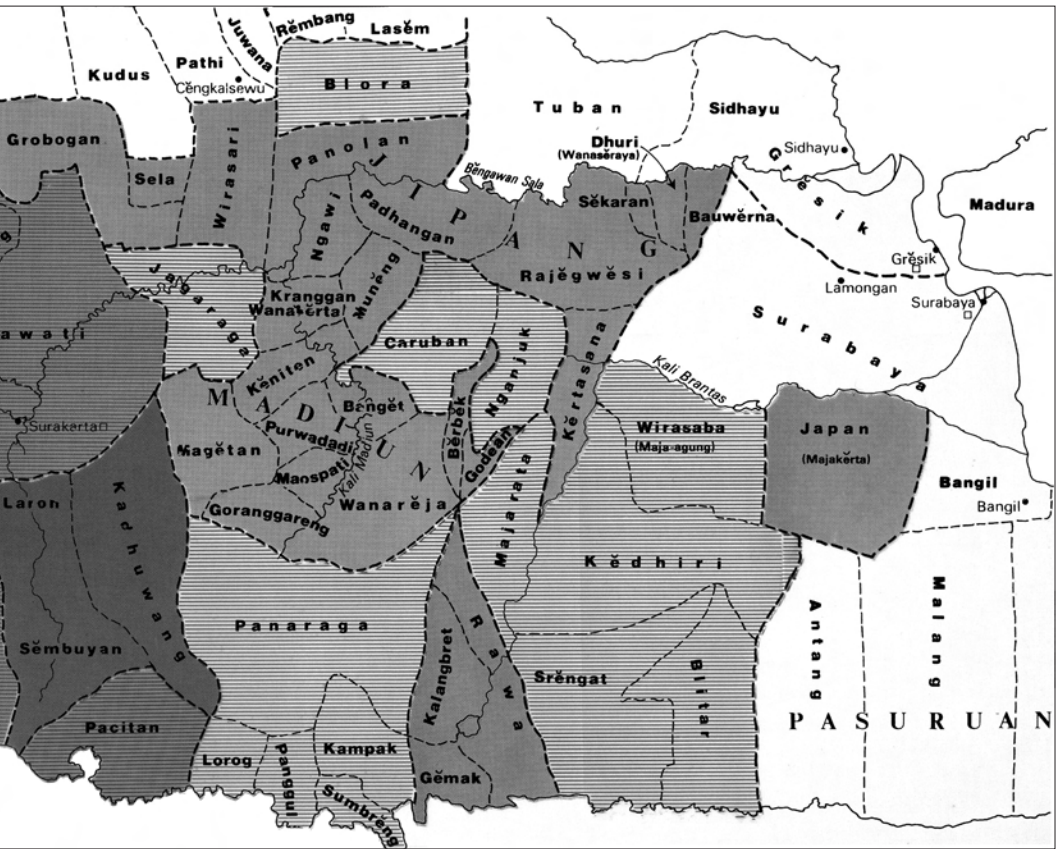 Rĕmbang
Lasĕm
Juwana
Pathi
Kudus
Cĕngkalsewu
Blora
Tuban
Sidhayu
Grobogan
Wirasari
Panolan
Dhuri
(Wanasĕraya)
Sidhayu
Gresik
Sela
Bĕngawan Sala
JIPANG
Ngawi
Padhangan
Sĕkaran
Bauwĕrna
Madura
g
Rajĕgwĕsi
Grĕsik
Jagaraga
Munĕng
Lamongan
Kranggan
Wanakĕrta
Surabaya
awati
Surabaya
Caruban
Nganjuk
Kĕrtasana
Kĕniten
Kali Brantas
MADIUN
Bangĕt
Bĕrbĕk
Surakarta
Purwadadi
Wirasaba
(Maja-agung)
Japan
(Majakĕrta)
Magĕtan
Godean
Maospati
Kali Madiun
Bangil
Bangil
Laron
Kadhuwang
Goranggareng
Wanarĕja
Majarata
Kĕdhiri
Antang
Malang
Panaraga
Sĕmbuyan
Kalangbret
Rawa
Srĕngat
Blitar
PASURUAN
Pacitan
Lorog
Panggul
Kampak
Gĕmak
Sumbrĕng